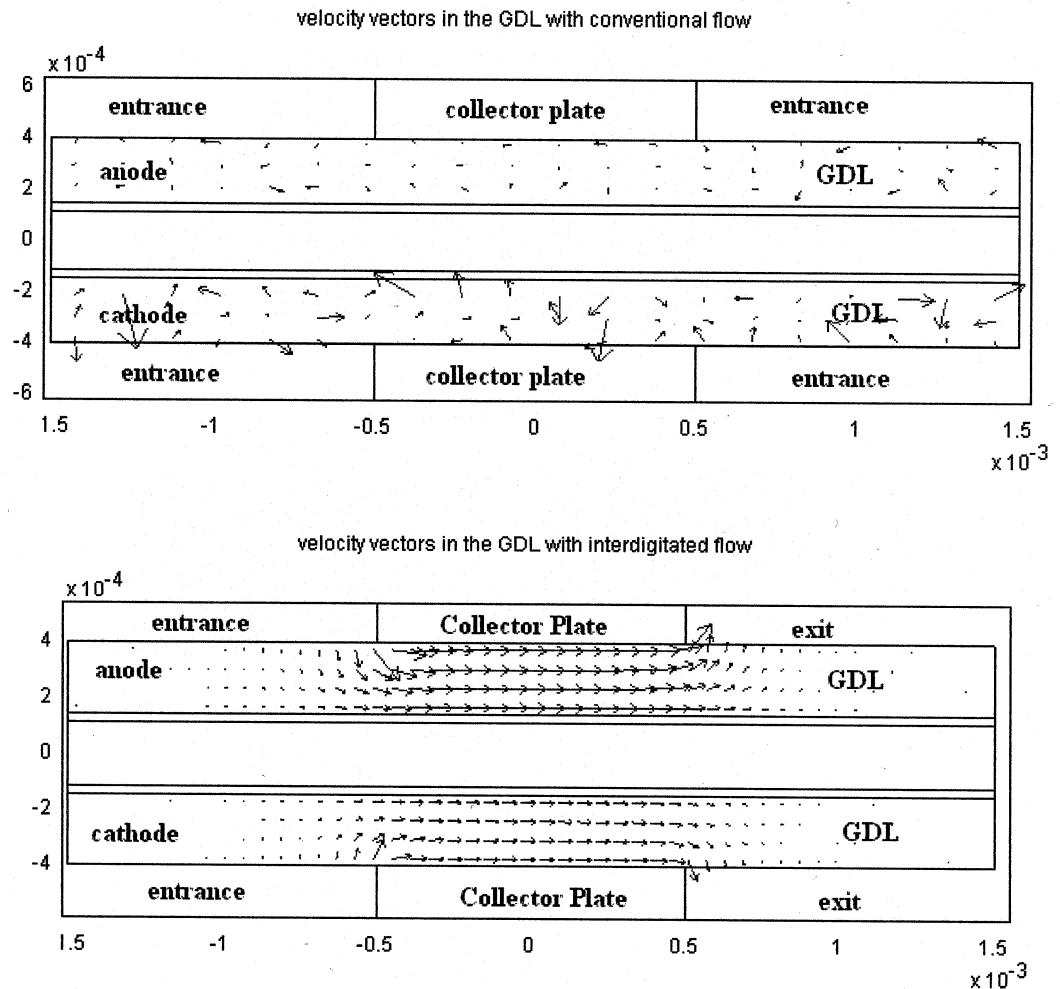 velocity vectors in the GDL with conventional flow
x10-4
6
entrance collector plate entrance
4
anode GDL
2
0
-2
cathode GDL
-4
entrance collector plate entrance
-6
1.5 -1 -0.5 0 0.5 1 1.5
x10-3
velocity vectors in the GDL with interdigitated flow
x10-4
entrance Collector Plate exit
4
anode GDL
2
0
-2
cathode GDL
-4
entrance Collector Plate exit
1.5 -1 -0.5 0 0.5 1 1.5
x10-3